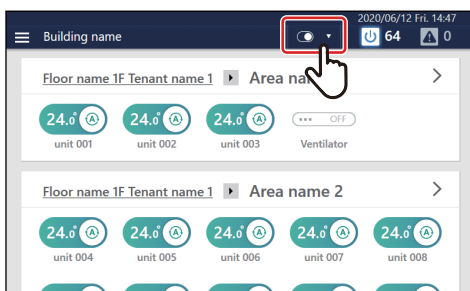 2020/06/12 Fri. 14:47
Building name
64
0
Floor name 1F Tenant name 1 Area
24.0 A 24.0 A 24.0 A OFF
unit 001 unit 002 unit 003 Ventilator
Floor name 1F Tenant name 1 Area name 2
24.0 A 24.0 A 24.0 A 24.0 A 24.0 A
unit 004 unit 005 unit 006 unit 007 unit 008